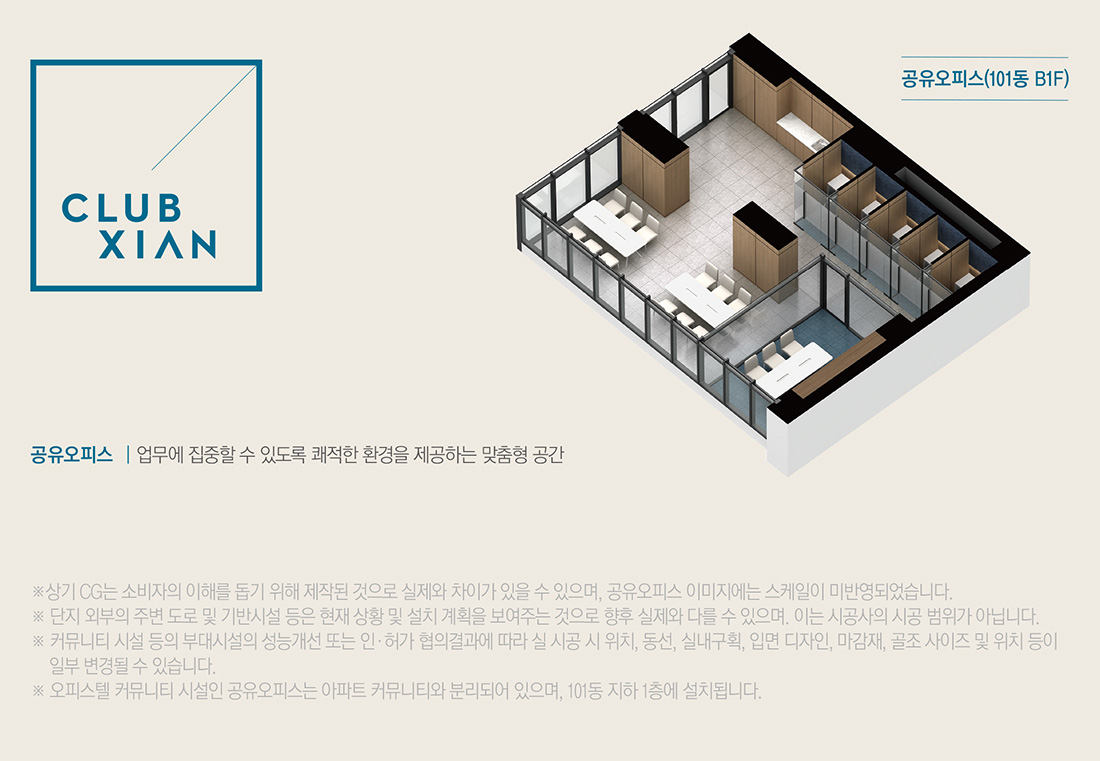 공유오피스(101동 B1F)
CLUB
XIAN
공유오피스 | 업무에 집중할 수 있도록 쾌적한 환경을 제공하는 맞춤형 공간
※상기 CG는 소비자의 이해를 돕기 위해 제작된 것으로 실제와 차이가 있을 수 있으며, 공유오피스 이미지에는 스케일이 미반영되었습니다.
※ 단지 외부의 주변 도로 및 기반시설 등은 현재 상황 및 설치 계획을 보여주는 것으로 향후 실제와 다를 수 있으며. 이는 시공사의 시공 범위가 아닙니다.
※ 커뮤니티 시설 등의 부대시설의 성능개선 또는 인·허가 협의결과에 따라 실 시공 시 위치, 동선, 실내구획, 입면 디자인, 마감재, 골조 사이즈 및 위치 등이
일부 변경될 수 있습니다.
※ 오피스텔 커뮤니티 시설인 공유오피스는 아파트 커뮤니티와 분리되어 있으며, 101동 지하 1층에 설치됩니다.